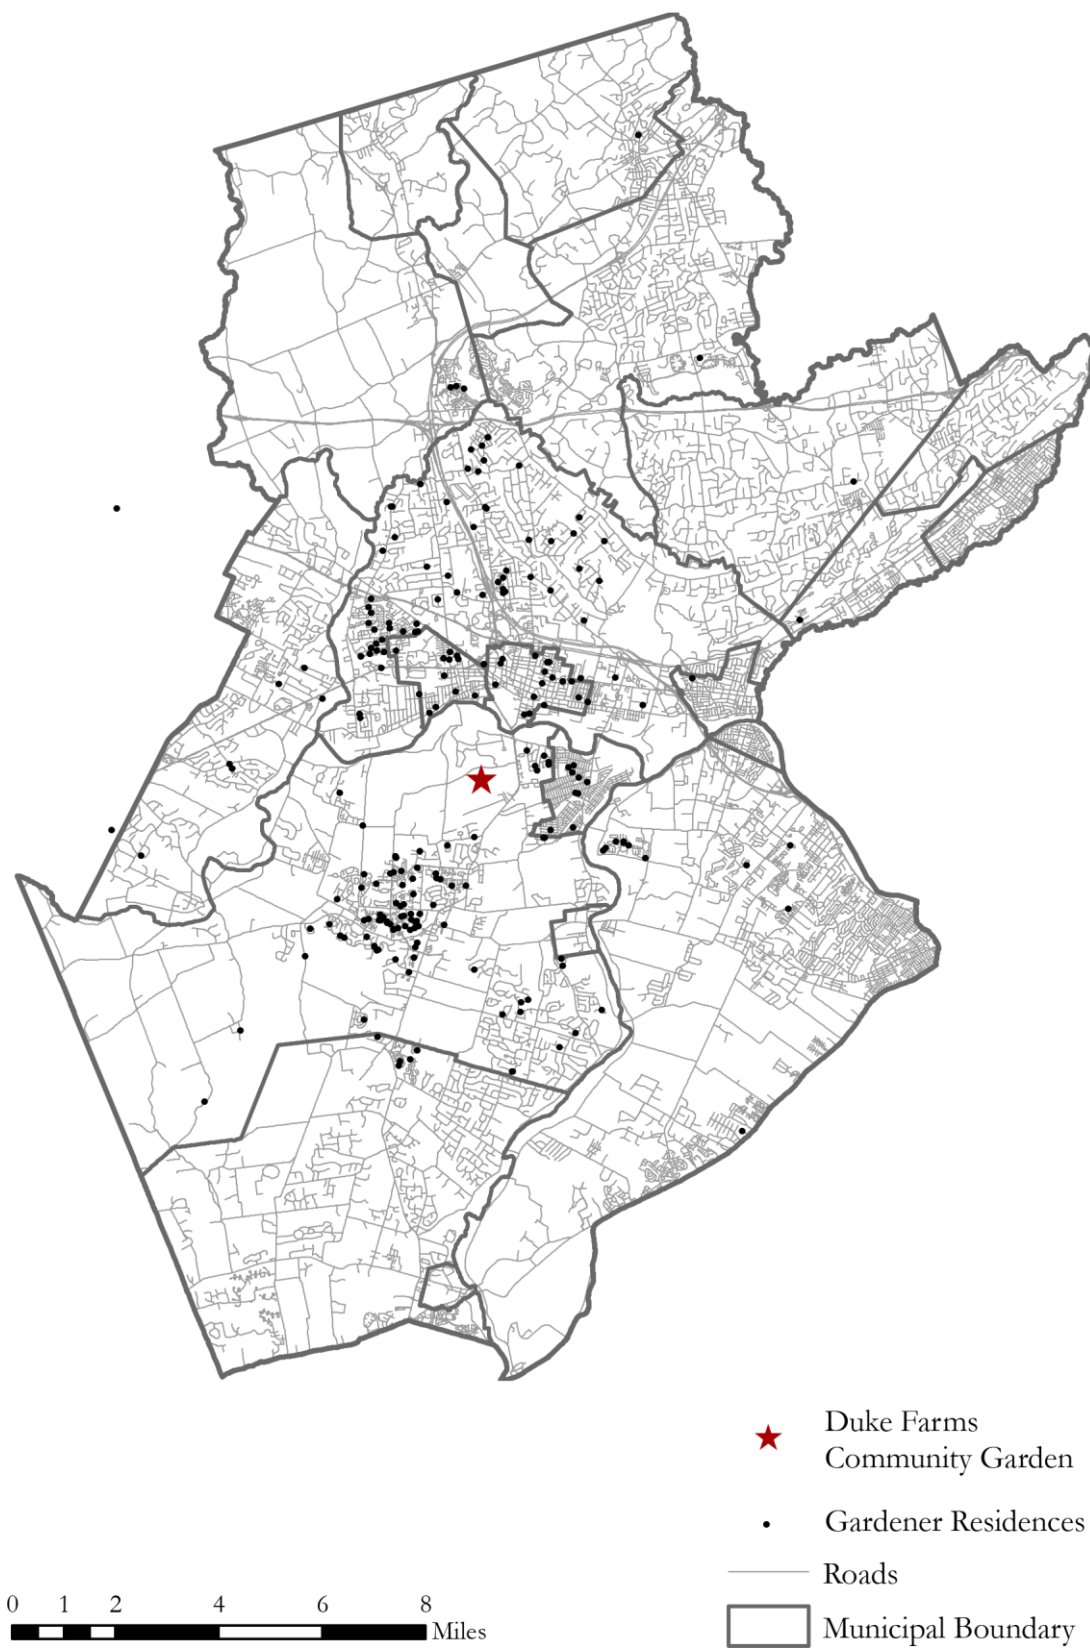 Duke Farms
Community Garden
Gardener Residences
Roads
Municipal Boundary
0 1 2 4 6 8
Miles